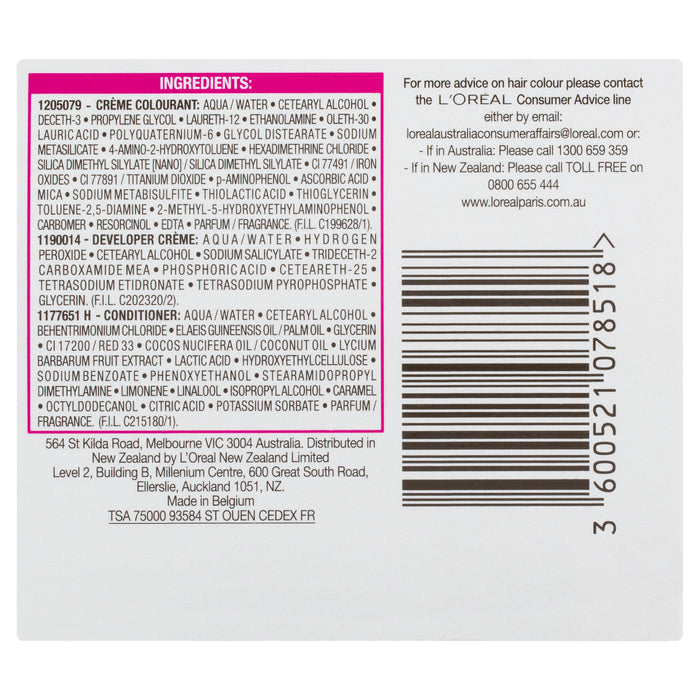 INGREDIENTS:
1205079 - CRÈME COLOURANT: AQUA / WATER • CETEARYL ALCOHOL •
DECETH-3 • PROPYLENE GLYCOL • LAURETH-12 • ETHANOLAMINE • OLETH-30
• LAURIC ACID • POLYQUATERNIUM-6 • GLYCOL DISTEARATE • SODIUM
METASILICATE • 4-AMINO-2-HYDROXYTOLUENE • HEXADIMETHRINE CHLORIDE •
SILICA DIMETHYL SILYLATE [NANO] / SILICA DIMETHYL SILYLATE • CI 77491 / IRON
OXIDES • CI 77891 / TITANIUM DIOXIDE • p-AMINOPHENOL • ASCORBIC ACID •
MICA • SODIUM METABISULFITE • THIOLACTIC ACID • THIOGLYCERIN •
TOLUENE-2,5-DIAMINE • 2-METHYL-5-HYDROXYETHYLAMINOPHENOL •
CARBOMER • RESORCINOL • EDTA • PARFUM / FRAGRANCE. (F.I.L. C199628/1).
1190014 - DEVELOPER CRÈME: AQUA / WATER • HYDROGEN
PEROXIDE • CETEARYL ALCOHOL • SODIUM SALICYLATE • TRIDECETH-2
CARBOXAMIDE MEA • PHOSPHORIC ACID • CETEARETH-25 •
TETRASODIUM ETIDRONATE • TETRASODIUM PYROPHOSPHATE •
GLYCERIN. (F.I.L. C202320/2).
1177651 H - CONDITIONER: AQUA / WATER • CETEARYL ALCOHOL •
BEHENTRIMONIUM CHLORIDE • ELAEIS GUINEENSIS OIL / PALM OIL • GLYCERIN
• CI 17200 / RED 33 • COCOS NUCIFERA OIL / COCONUT OIL • LYCIUM
BARBARUM FRUIT EXTRACT • LACTIC ACID • HYDROXYETHYLCELLULOSE •
SODIUM BENZOATE • PHENOXYETHANOL • STEARAMIDOPROPYL
DIMETHYLAMINE • LIMONENE • LINALOOL • ISOPROPYL ALCOHOL • CARAMEL
• OCTYLDODECANOL • CITRIC ACID • POTASSIUM SORBATE • PARFUM /
FRAGRANCE. (F.I.L. C215180/1).
564 St Kilda Road, Melbourne VIC 3004 Australia. Distributed in
New Zealand by L'Oreal New Zealand Limited
Level 2, Building B, Millenium Centre, 600 Great South Road,
Ellerslie, Auckland 1051, NZ.
Made in Belgium
TSA 75000 93584 ST OUEN CEDEX FR
For more advice on hair colour please contact
the L'ORÉAL Consumer Advice line
either by email:
lorealaustraliaconsumeraffairs@loreal.com or:
- If in Australia: Please call 1300 659 359
- If in New Zealand: Please call TOLL FREE on
0800 655 444
www.lorealparis.com.au
3 600521 078518 >